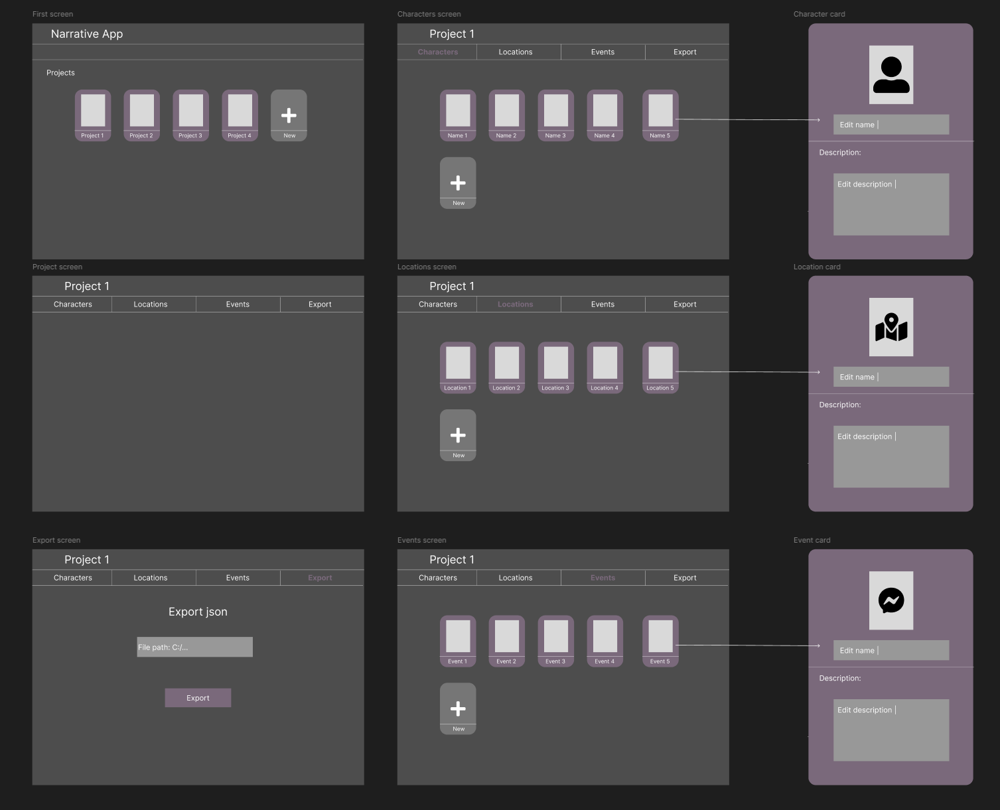 First screen
Narrative App
Projects
Project 1
Project 2
Project 3
Project 4
New
Characters screen
Project 1
Characters
Locations
Events
Export
Name 1
Name 2
Name 3
Name 4
Name 5
New
Character card
Edit name |
Description:
Edit description |
Project screen
Project 1
Characters
Locations
Events
Export
Locations screen
Project 1
Characters
Locations
Events
Export
Location 1
Location 2
Location 3
Location 4
Location 5
New
Location card
Edit name |
Description:
Edit description |
Export screen
Project 1
Characters
Locations
Events
Export
Export json
File path: C:/...
Export
Events screen
Project 1
Characters
Locations
Events
Export
Event 1
Event 2
Event 3
Event 4
Event 5
New
Event card
Edit name |
Description:
Edit description |